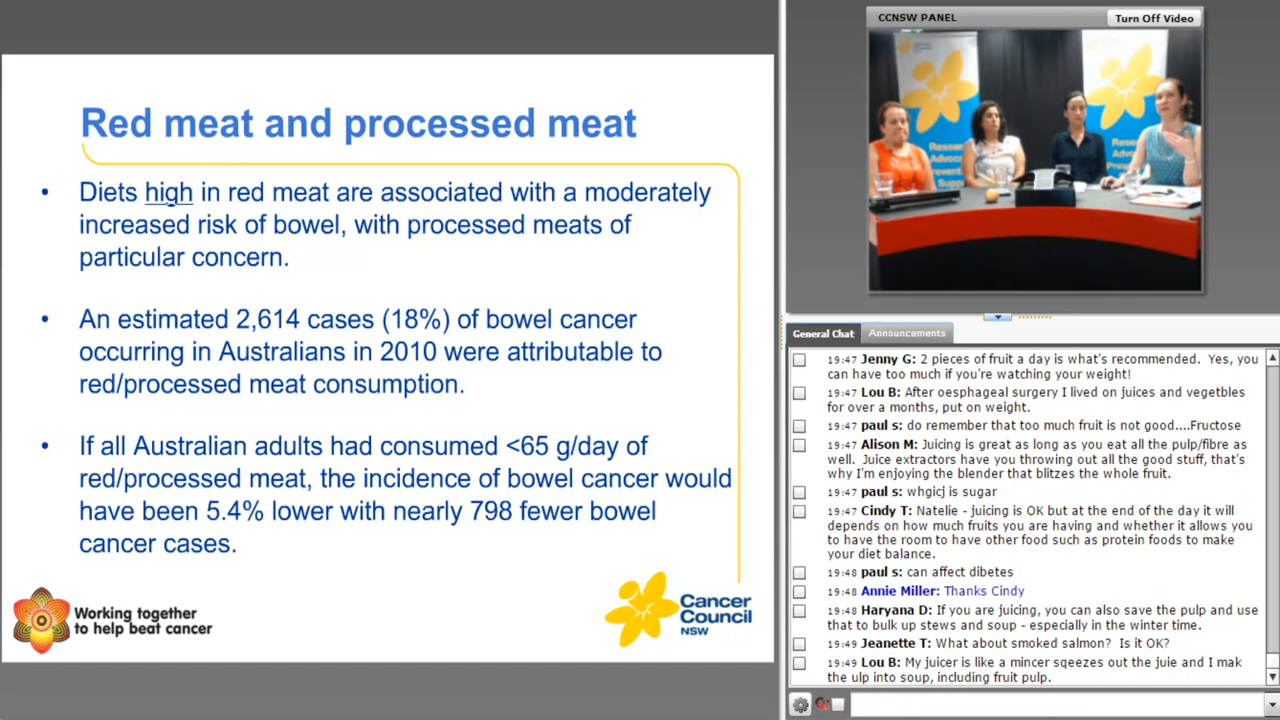 Red meat and processed meat
• Diets high in red meat are associated with a moderately
increased risk of bowel, with processed meats of
particular concern.
• An estimated 2,614 cases (18%) of bowel cancer
occurring in Australians in 2010 were attributable to
red/processed meat consumption.
• If all Australian adults had consumed <65 g/day of
red/processed meat, the incidence of bowel cancer would
have been 5.4% lower with nearly 798 fewer bowel
cancer cases.
Working together
to help beat cancer
Cancer
Council
NSW
CCNSW PANEL
Turn Off Video
General Chat
Announcements
19:47 Jenny G: 2 pieces of fruit a day is what's recommended. Yes, you
can have too much if you're watching your weight!
19:47 Lou B: After oesphageal surgery I lived on juices and vegetbles
for over a months, put on weight.
19:47 paul s: do remember that too much fruit is not good....Fructose
19:47 Alison M: Juicing is great as long as you eat all the pulp/fibre as
well. Juice extractors have you throwing out all the good stuff, that's
why I'm enjoying the blender that blitzes the whole fruit.
19:47 paul s: whgicj is sugar
19:47 Cindy T: Natelie - juicing is OK but at the end of the day it will
depends on how much fruits you are having and whether it allows you
to have the room to have other food such as protein foods to make
your diet balance.
19:48 paul s: can affect dibetes
19:48 Annie Miller: Thanks Cindy
19:48 Haryana D: If you are juicing, you can also save the pulp and use
that to bulk up stews and soup - especially in the winter time.
19:49 Jeanette T: What about smoked salmon? Is it OK?
19:49 Lou B: My juicer is like a mincer sqeezes out the juie and I mak
the ulp into soup, including fruit pulp.